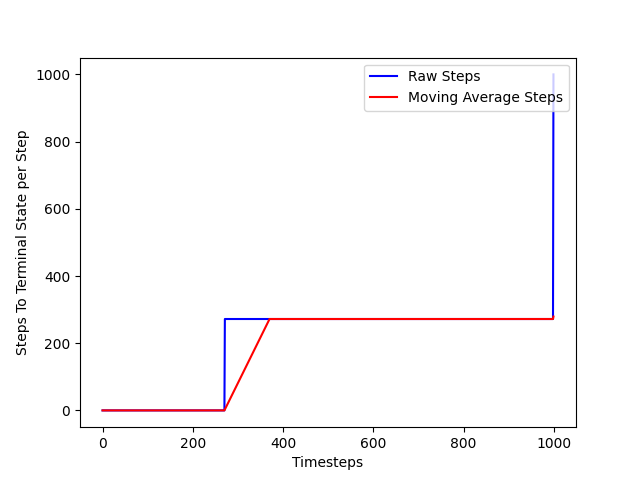 Raw Steps
Moving Average Steps
Steps To Terminal State per Step
1000
800
600
400
200
0
0 200 400 600 800 1000
Timesteps